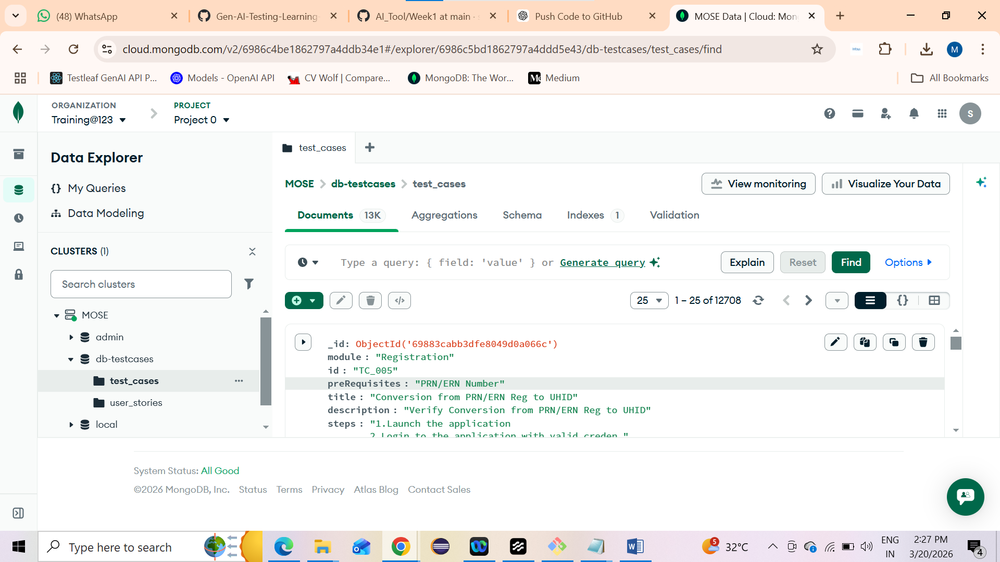 (48) WhatsApp
Gen-AI-Testing-Learning-
AI_Tool/Week1 at main ·
Push Code to GitHub
MOSE Data | Cloud: Mon
cloud.mongodb.com/v2/6986c4be1862797a4ddb34e1#/explorer/6986c5bd1862797a4ddd5e43/db-testcases/test_cases/find
M
Testleaf GenAI API P...
Models - OpenAI API
CV Wolf | Compare...
MongoDB: The Wor...
Medium
All Bookmarks
ORGANIZATION
Training@123
PROJECT
Project 0
S
Data Explorer
My Queries
Data Modeling
CLUSTERS (1)
Search clusters
MOSE
admin
db-testcases
test_cases
user_stories
local
test_cases
MOSE > db-testcases > test_cases
View monitoring
Visualize Your Data
Documents 13K
Aggregations
Schema
Indexes 1
Validation
Type a query: { field: 'value' } or Generate query
Explain
Reset
Find
Options
25
1 – 25 of 12708
_id: ObjectId('69883cabb3dfe8049d0a066c')
module : "Registration"
id : "TC_005"
preRequisites : "PRN/ERN Number"
title : "Conversion from PRN/ERN Reg to UHID"
description : "Verify Conversion from PRN/ERN Reg to UHID"
steps : "1.Launch the application
2.Login to the application with valid creden…"
System Status: All Good
©2026 MongoDB, Inc. Status Terms Privacy Atlas Blog Contact Sales
Type here to search
5
32°C
ENG
IN
2:27 PM
3/20/2026
4